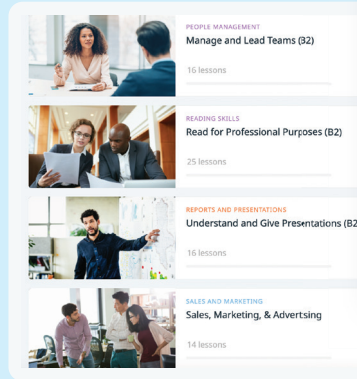 PEOPLE MANAGEMENT
Manage and Lead Teams (B2)
16 lessons
READING SKILLS
Read for Professional Purposes (B2)
25 lessons
REPORTS AND PRESENTATIONS
Understand and Give Presentations (B2
16 lessons
SALES AND MARKETING
Sales, Marketing, & Advertsing
14 lessons